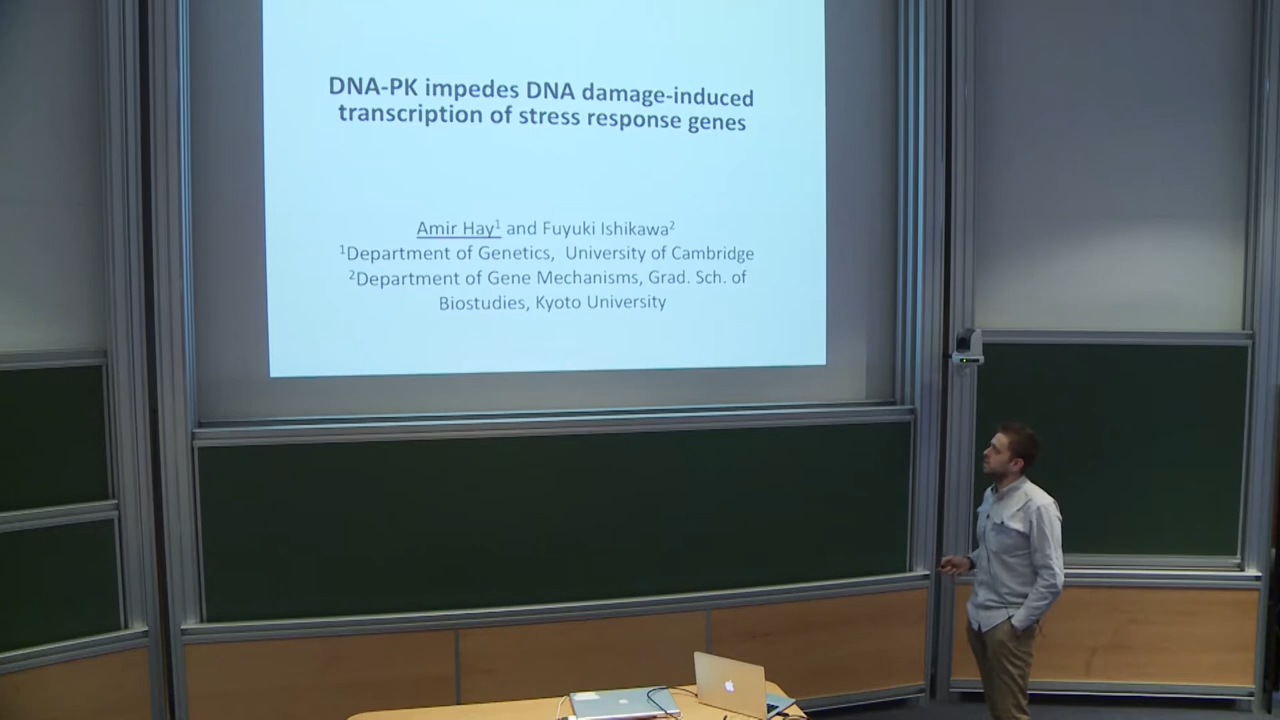 DNA-PK impedes DNA damage-induced
transcription of stress response genes
Amir Hay¹ and Fuyuki Ishikawa²
¹Department of Genetics, University of Cambridge
²Department of Gene Mechanisms, Grad. Sch. of
Biostudies, Kyoto University